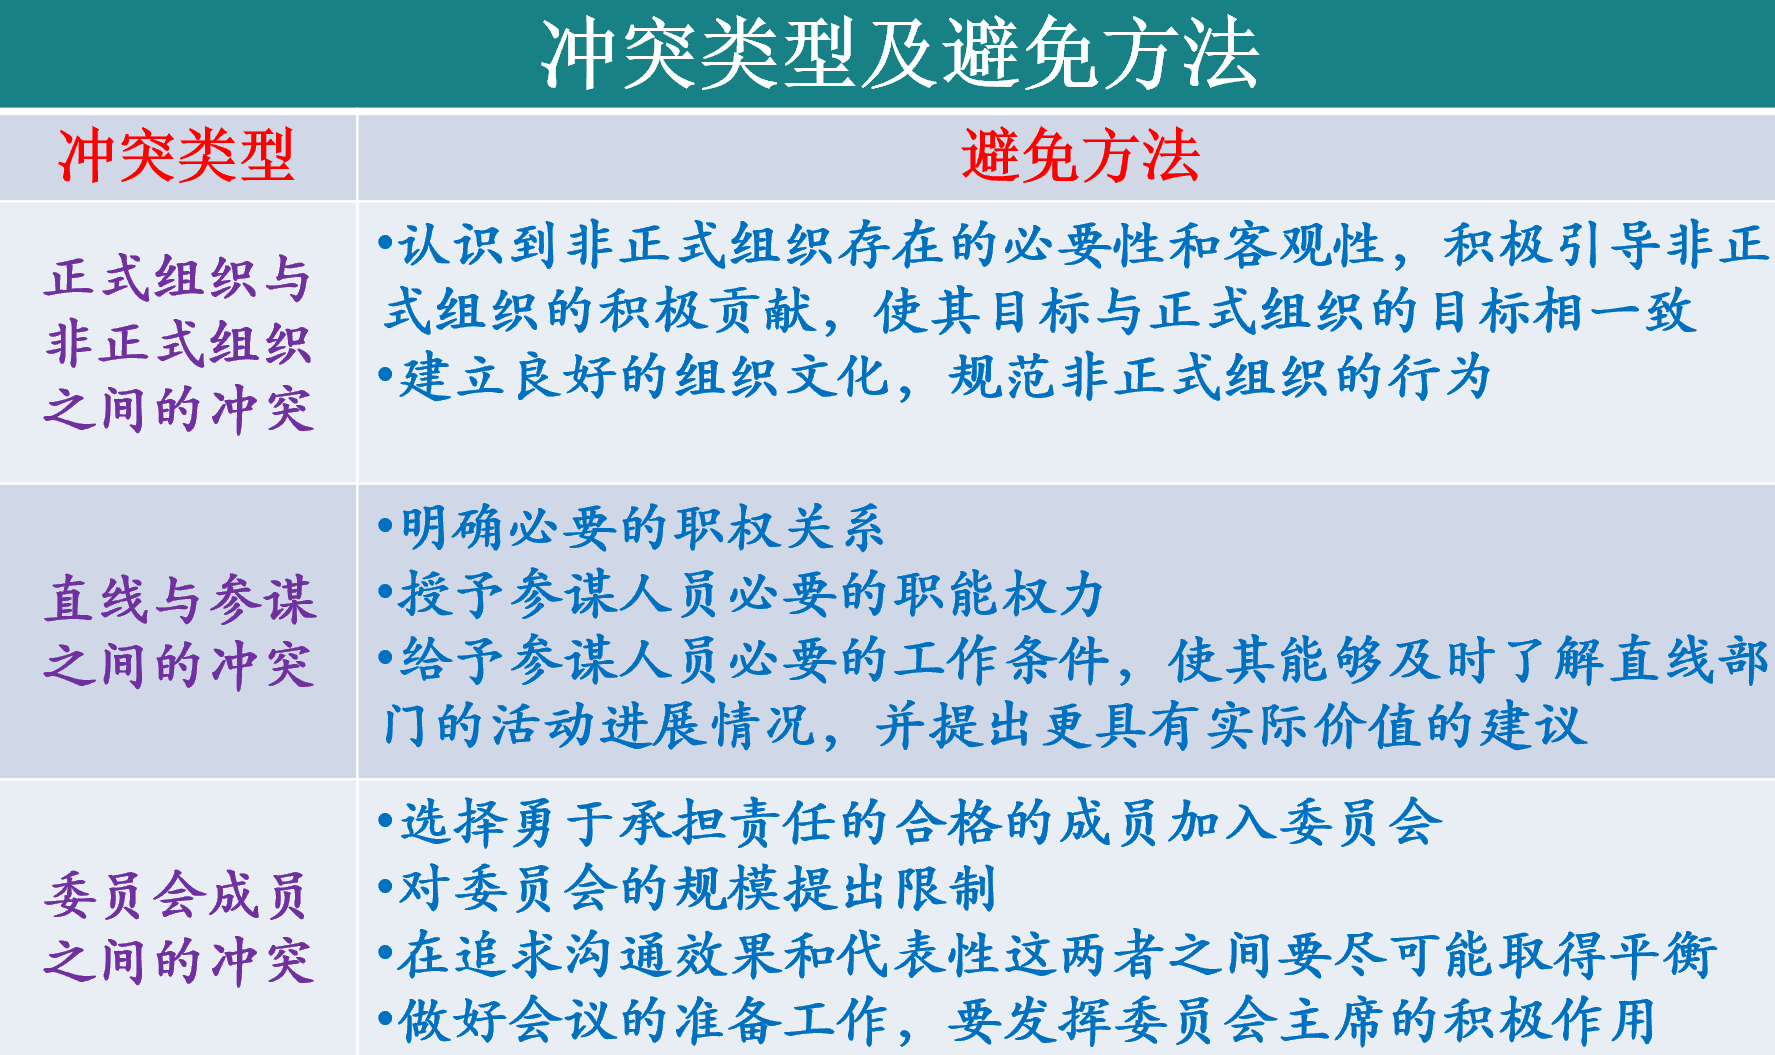 冲突类型及避免方法
冲突类型
避免方法
正式组织与
非正式组织
之间的冲突
•认识到非正式组织存在的必要性和客观性，积极引导非正
式组织的积极贡献，使其目标与正式组织的目标相一致
•建立良好的组织文化，规范非正式组织的行为
直线与参谋
之间的冲突
•明确必要的职权关系
•授予参谋人员必要的职能权力
•给予参谋人员必要的工作条件，使其能够及时了解直线部
门的活动进展情况，并提出更具有实际价值的建议
委员会成员
之间的冲突
•选择勇于承担责任的合格的成员加入委员会
•对委员会的规模提出限制
•在追求沟通效果和代表性这两者之间要尽可能取得平衡
•做好会议的准备工作，要发挥委员会主席的积极作用